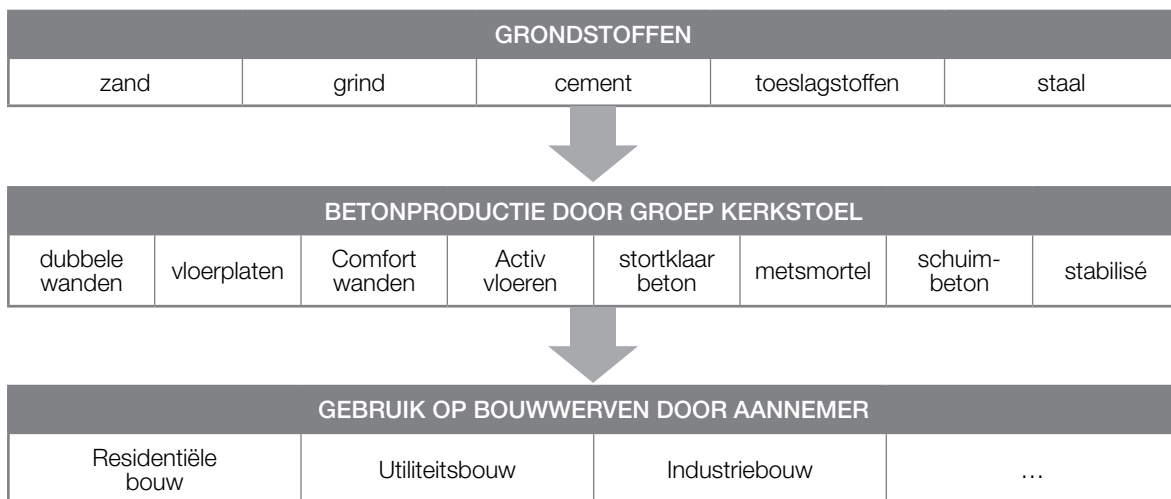 GRONDSTOFFEN
zand grind cement toeslagstoffen staal
BETONPRODUCTIE DOOR GROEP KERKSTOEL
dubbele wanden vloerplaten Comfort wanden Activ vloeren stortklaar beton metsmortel schuim-beton stabilisé
GEBRUIK OP BOUWWERVEN DOOR AANNEMER
Residentiële bouw Utiliteitsbouw Industriebouw ...